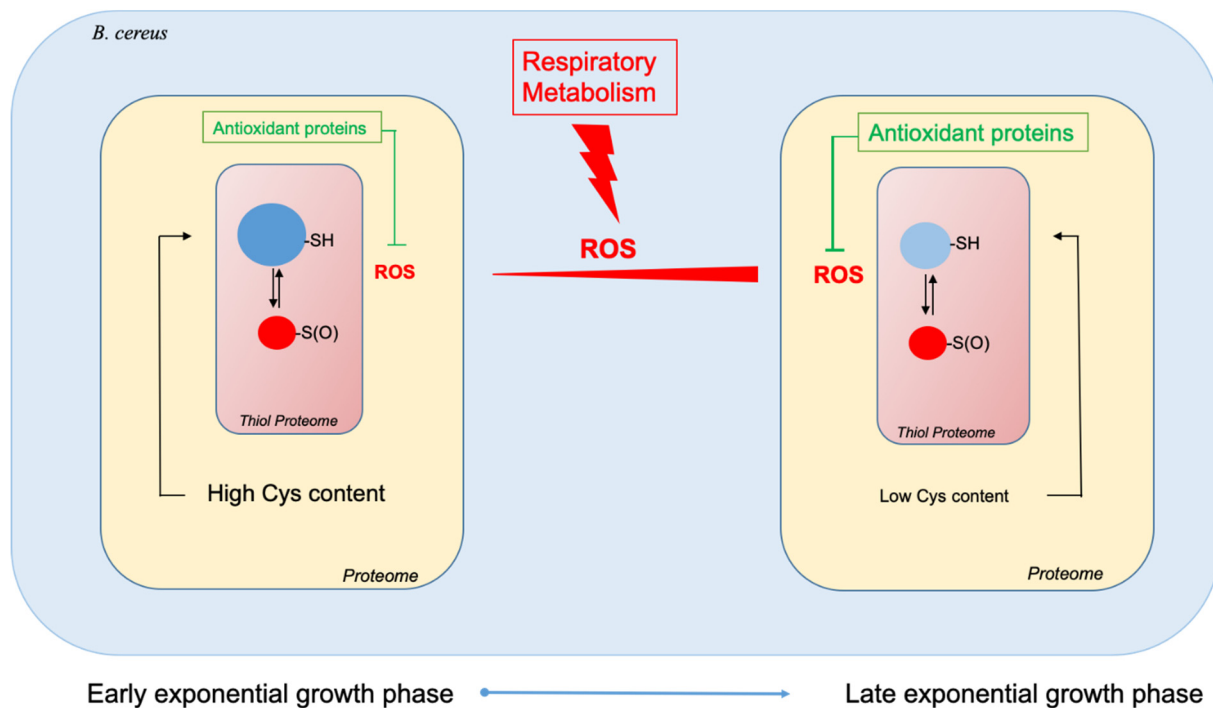 B. cereus
Respiratory
Metabolism
ROS
Antioxidant proteins
-SH
ROS
-S(O)
Thiol Proteome
High Cys content
Proteome
Antioxidant proteins
-SH
ROS
-S(O)
Thiol Proteome
Low Cys content
Proteome
Early exponential growth phase
Late exponential growth phase